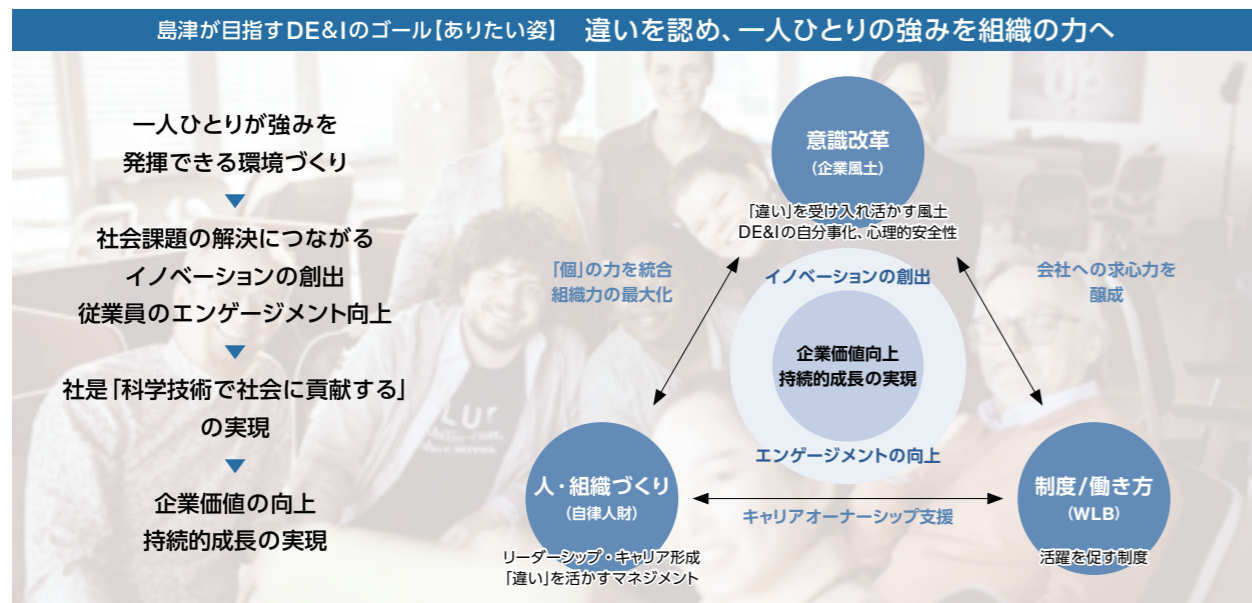 島津が目指すDE&Iのゴール【ありたい姿】 違いを認め、一人ひとりの強みを組織の力へ
一人ひとりが強みを
発揮できる環境づくり
社会課題の解決につながる
イノベーションの創出
従業員のエンゲージメント向上
社是「科学技術で社会に貢献する」
の実現
企業価値の向上
持続的成長の実現
意識改革
(企業風土)
「違い」を受け入れ活かす風土
DE&Iの自分事化、心理的安全性
「個」の力を統合
組織力の最大化
イノベーションの創出
会社への求心力を
醸成
企業価値向上
持続的成長の実現
エンゲージメントの向上
人・組織づくり
(自律人財)
リーダーシップ・キャリア形成
「違い」を活かすマネジメント
キャリアオーナーシップ支援
制度/働き方
(WLB)
活躍を促す制度